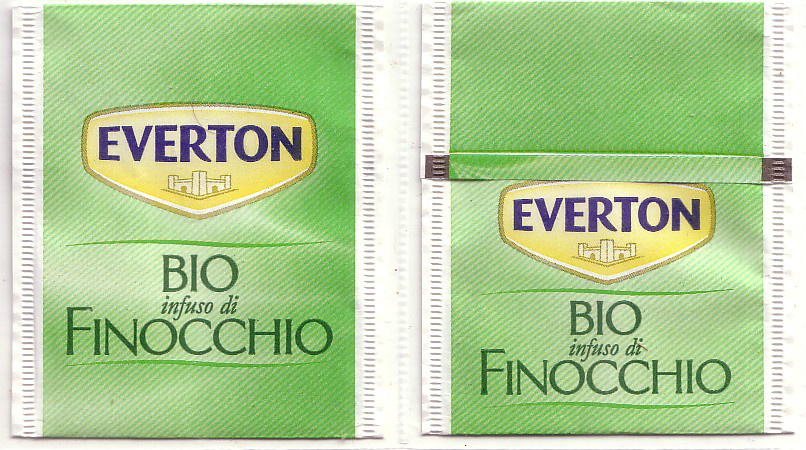 EVERTON
BIO
infuso di
FINOCCHIO
EVERTON
BIO
infuso di
FINOCCHIO